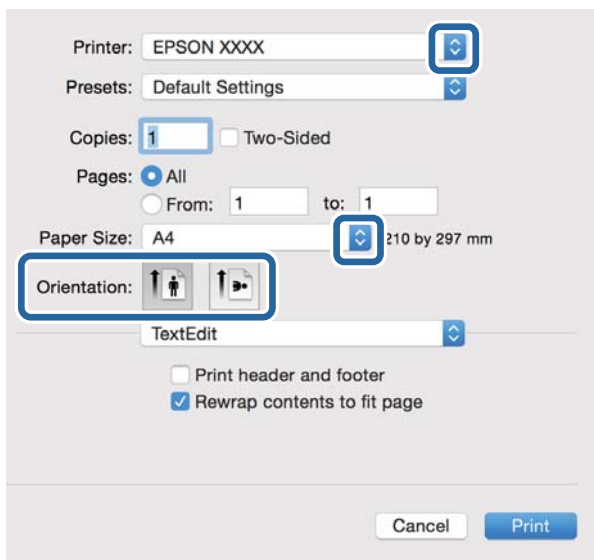 Printer: EPSON XXXX
Presets: Default Settings
Copies: 1 Two-Sided
Pages: All
From: 1 to: 1
Paper Size: A4 210 by 297 mm
Orientation:
TextEdit
Print header and footer
Rewrap contents to fit page
Cancel Print